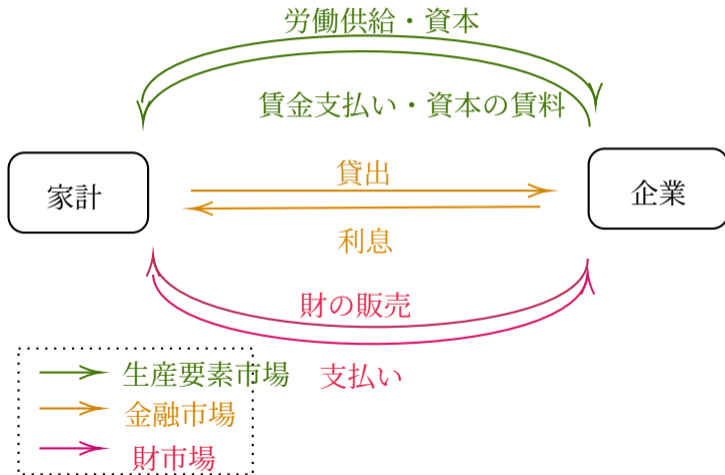 労働供給・資本
賃金支払い・資本の賃料
家計
貸出
企業
利息
財の販売
支払い
生産要素市場
金融市場
財市場